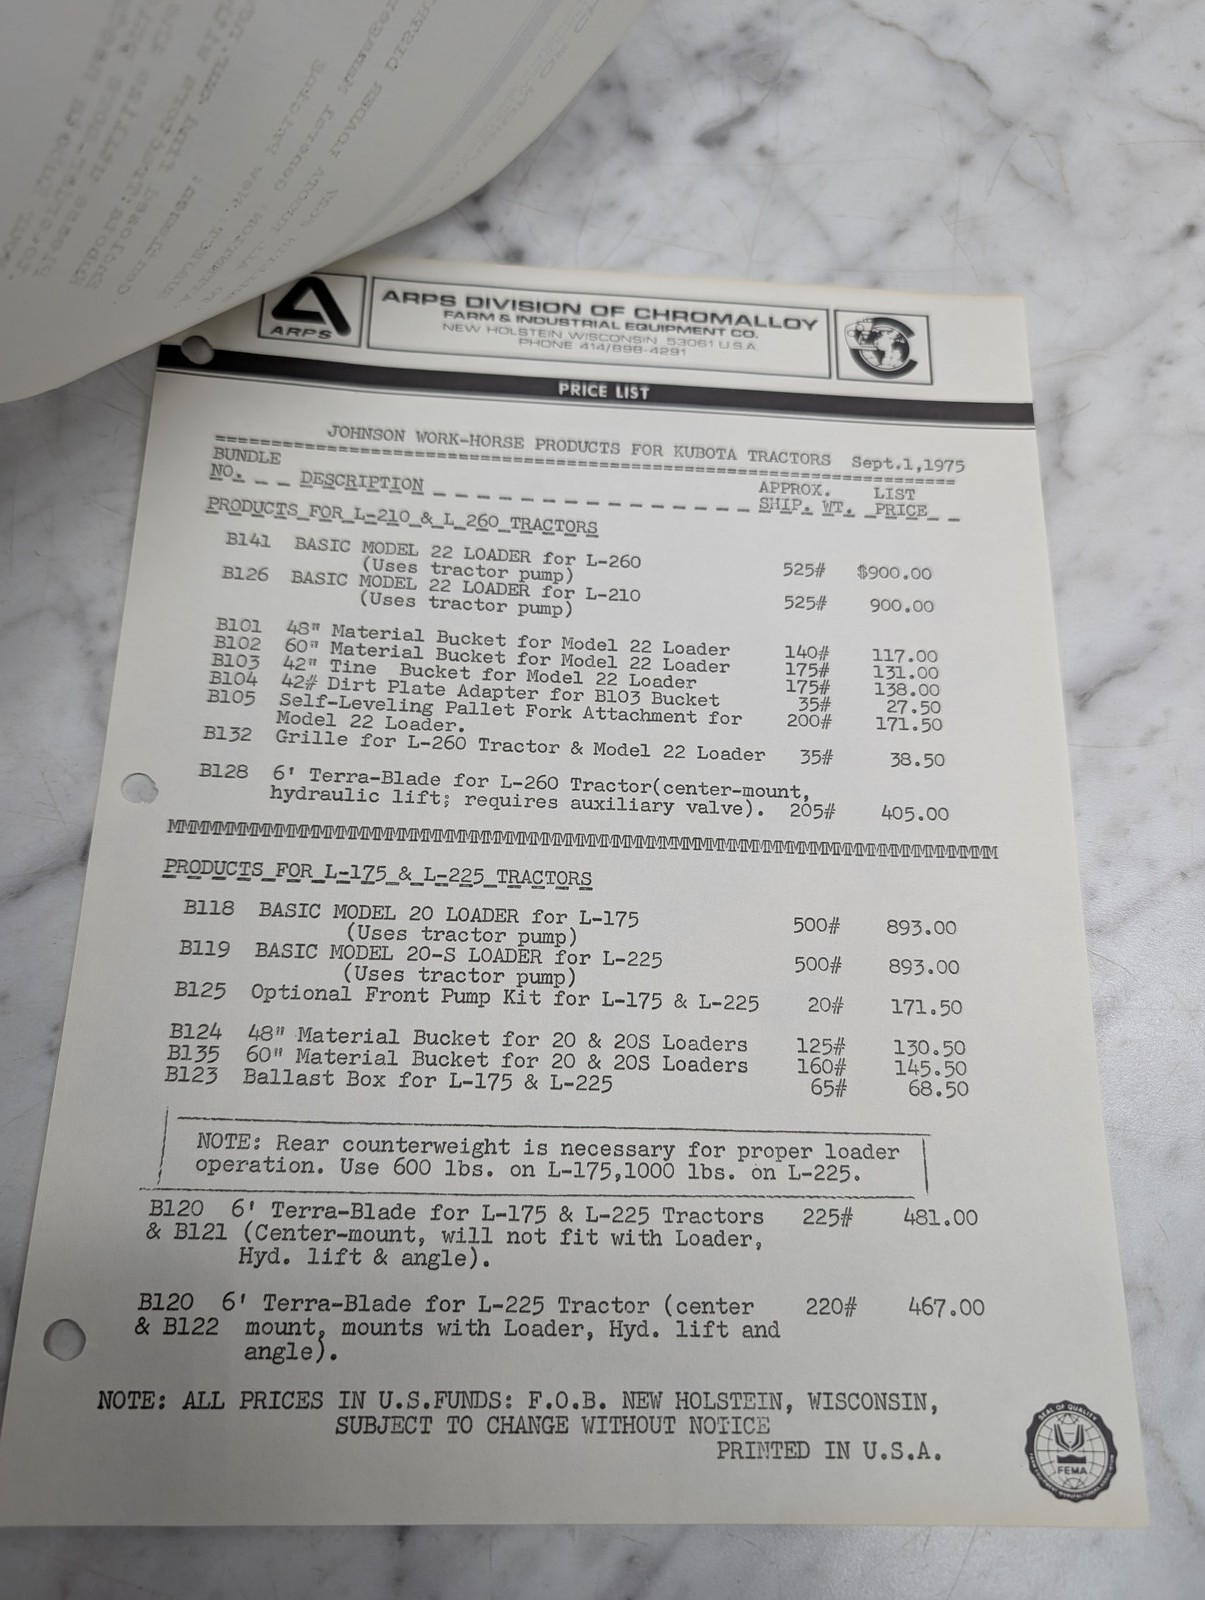 ARPS
ARPS DIVISION OF CHROMALLOY
FARM & INDUSTRIAL EQUIPMENT CO.
NEW HOLSTEIN WISCONSIN 53061 U.S.A.
PHONE 414/898-4291
PRICE LIST
JOHNSON WORK-HORSE PRODUCTS FOR KUBOTA TRACTORS Sept.1,1975
BUNDLE APPROX. LIST
NO. DESCRIPTION SHIP. WT. PRICE
PRODUCTS FOR L-210 & L 260 TRACTORS
B141 BASIC MODEL 22 LOADER for L-260 525# $900.00
(Uses tractor pump)
B126 BASIC MODEL 22 LOADER for L-210 525# 900.00
(Uses tractor pump)
B101 48" Material Bucket for Model 22 Loader 140# 117.00
B102 60" Material Bucket for Model 22 Loader 175# 131.00
B103 42" Tine Bucket for Model 22 Loader 175# 138.00
B104 42# Dirt Plate Adapter for B103 Bucket 35# 27.50
B105 Self-Leveling Pallet Fork Attachment for 200# 171.50
Model 22 Loader.
B132 Grille for L-260 Tractor & Model 22 Loader 35# 38.50
B128 6' Terra-Blade for L-260 Tractor(center-mount,
hydraulic lift; requires auxiliary valve). 205# 405.00
PRODUCTS FOR L-175 & L-225 TRACTORS
B118 BASIC MODEL 20 LOADER for L-175 500# 893.00
(Uses tractor pump)
B119 BASIC MODEL 20-S LOADER for L-225 500# 893.00
(Uses tractor pump)
B125 Optional Front Pump Kit for L-175 & L-225 20# 171.50
B124 48" Material Bucket for 20 & 20S Loaders 125# 130.50
B135 60" Material Bucket for 20 & 20S Loaders 160# 145.50
B123 Ballast Box for L-175 & L-225 65# 68.50
NOTE: Rear counterweight is necessary for proper loader
operation. Use 600 lbs. on L-175,1000 lbs. on L-225.
B120 6' Terra-Blade for L-175 & L-225 Tractors 225# 481.00
& B121 (Center-mount, will not fit with Loader,
Hyd. lift & angle).
B120 6' Terra-Blade for L-225 Tractor (center 220# 467.00
& B122 mount, mounts with Loader, Hyd. lift and
angle).
NOTE: ALL PRICES IN U.S.FUNDS: F.O.B. NEW HOLSTEIN, WISCONSIN,
SUBJECT TO CHANGE WITHOUT NOTICE
PRINTED IN U.S.A.
SEAL OF QUALITY
FEMA